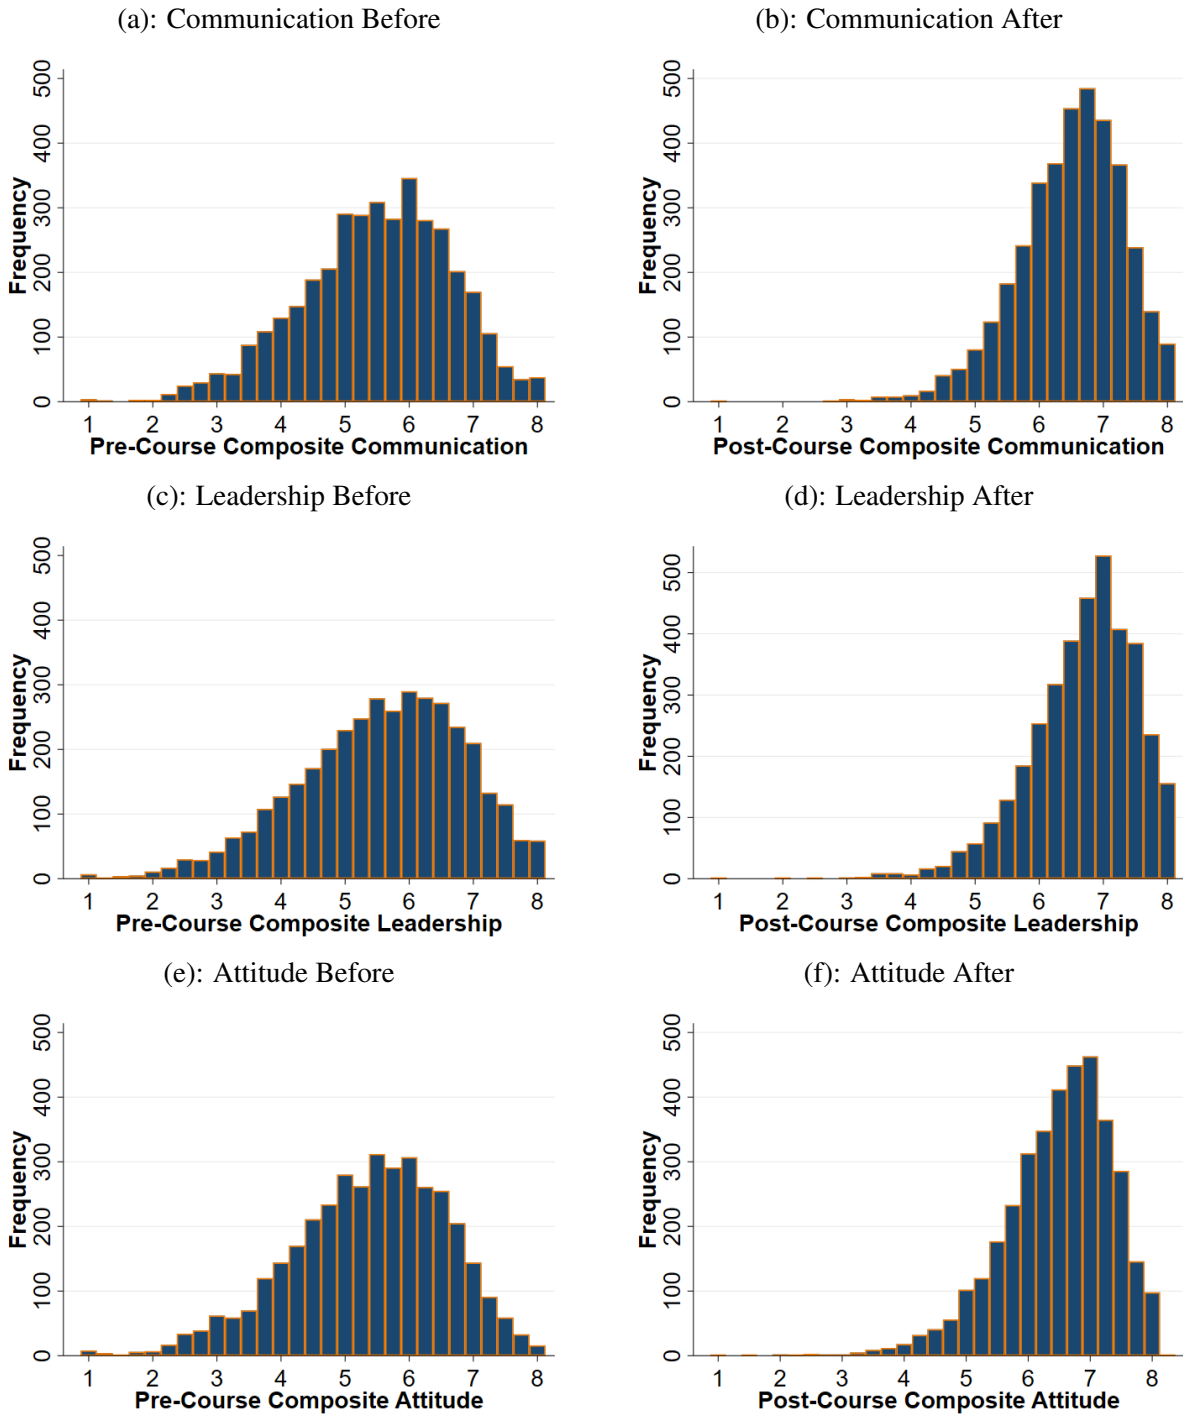 (a): Communication Before
500
400
300
200
100
0
Frequency
1 2 3 4 5 6 7 8
Pre-Course Composite Communication
(b): Communication After
500
400
300
200
100
0
Frequency
1 2 3 4 5 6 7 8
Post-Course Composite Communication
(c): Leadership Before
500
400
300
200
100
0
Frequency
1 2 3 4 5 6 7 8
Pre-Course Composite Leadership
(d): Leadership After
500
400
300
200
100
0
Frequency
1 2 3 4 5 6 7 8
Post-Course Composite Leadership
(e): Attitude Before
500
400
300
200
100
0
Frequency
1 2 3 4 5 6 7 8
Pre-Course Composite Attitude
(f): Attitude After
500
400
300
200
100
0
Frequency
1 2 3 4 5 6 7 8
Post-Course Composite Attitude